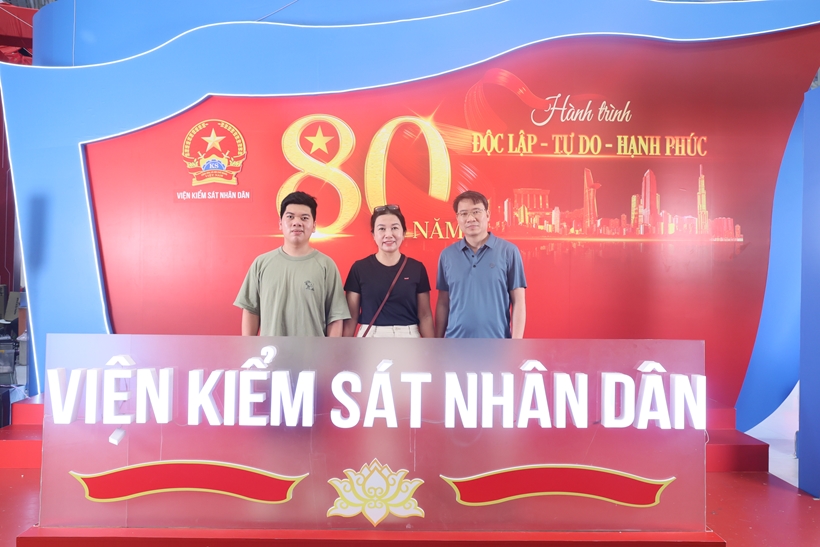 Hành trình
80
ĐỘC LẬP - TỰ DO - HẠNH PHÚC
KS
VIỆN KIỂM SÁT NHÂN DÂN
NĂM
VIỆN KIỂM SÁT NHÂN DÂN